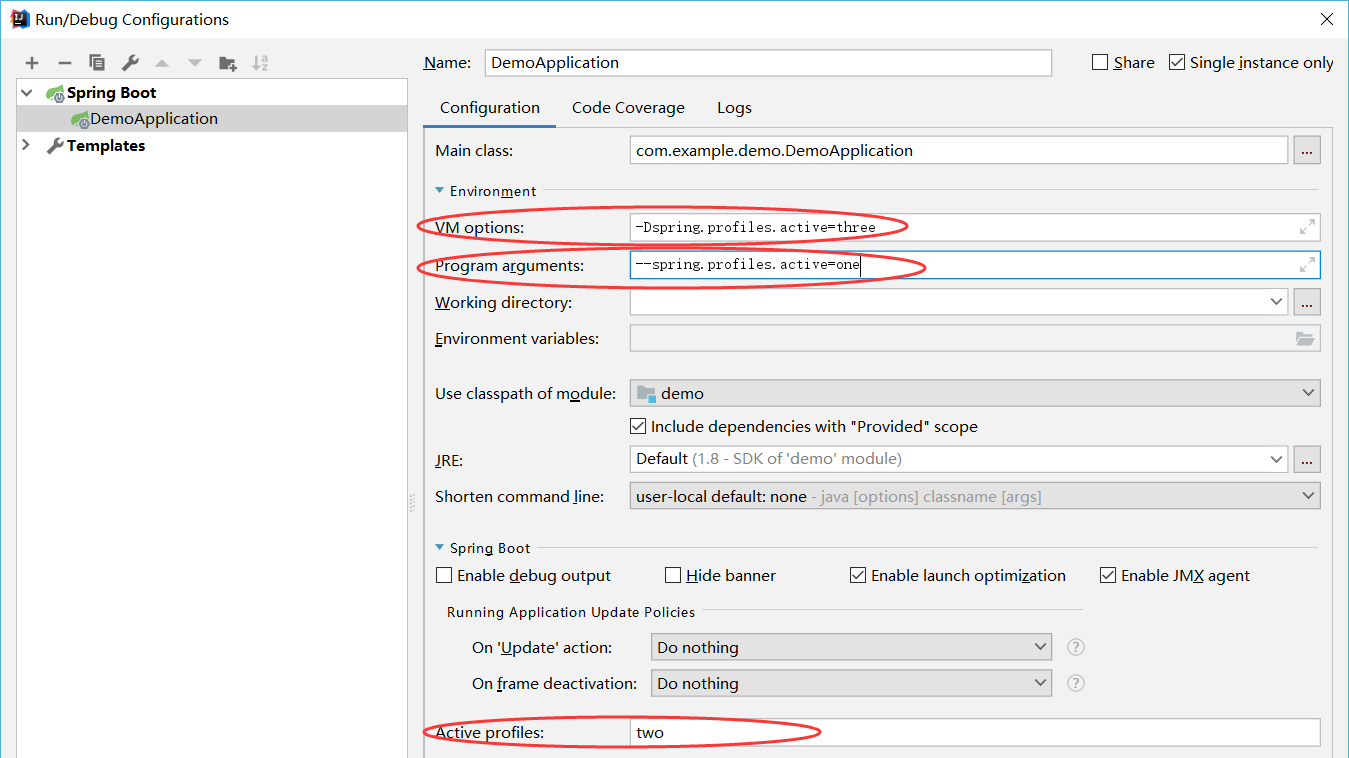 Run/Debug Configurations
Name: DemoApplication
Share
Single instance only
Spring Boot
DemoApplication
Templates
Configuration Code Coverage Logs
Main class: com.example.demo.DemoApplication ...
Environment
VM options: -Dspring.profiles.active=three
Program arguments: --spring.profiles.active=one
Working directory: ...
Environment variables:
Use classpath of module: demo
Include dependencies with "Provided" scope
JRE: Default (1.8 - SDK of 'demo' module) ...
Shorten command line: user-local default: none - java [options] classname [args]
Spring Boot
Enable debug output Hide banner Enable launch optimization Enable JMX agent
Running Application Update Policies
On 'Update' action: Do nothing ?
On frame deactivation: Do nothing ?
Active profiles: two